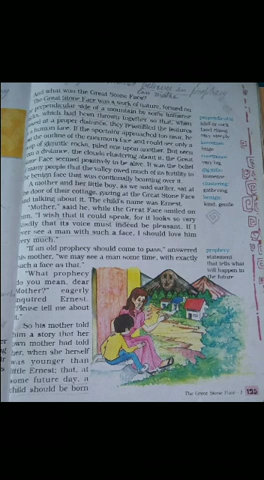 And what was the Great Stone Face?
The Great Stone Face was a work of nature, formed on
the perpendicular side of a mountain by some immense
rocks, which had been thrown together so that, when
viewed at a proper distance, they resembled the features
of a human face. If the spectator approached too near, he
lost the outline of the enormous face and could see only a
heap of gigantic rocks, piled one upon another. But seen
from a distance, the clouds clustering about it, the Great
Stone Face seemed positively to be alive. It was the belief
of many people that the valley owed much of its fertility to
the benign face that was continually beaming over it.
A mother and her little boy, as we said earlier, sat at
the door of their cottage, gazing at the Great Stone Face
and talking about it. The child's name was Ernest.
"Mother," said he, while the Great Face smiled on
him, "I wish that it could speak, for it looks so very
kindly that its voice must indeed be pleasant. If I
ever see a man with such a face, I should love him
very much."
"If an old prophecy should come to pass," answered
his mother, "we may see a man some time, with exactly
such a face as that."
"What prophecy
do you mean, dear
Mother?" eagerly
inquired Ernest.
"Please tell me about
it."
So his mother told
him a story that her
own mother had told
her, when she herself
was younger than
little Ernest; that, at
some future day, a
child should be born
perpendicular
immense
huge
enormous
very big
gigantic
immense
clustering
gathering
benign
kind, gentle
prophecy
statement
that tells what
will happen in
the future
The Great Stone Face - I